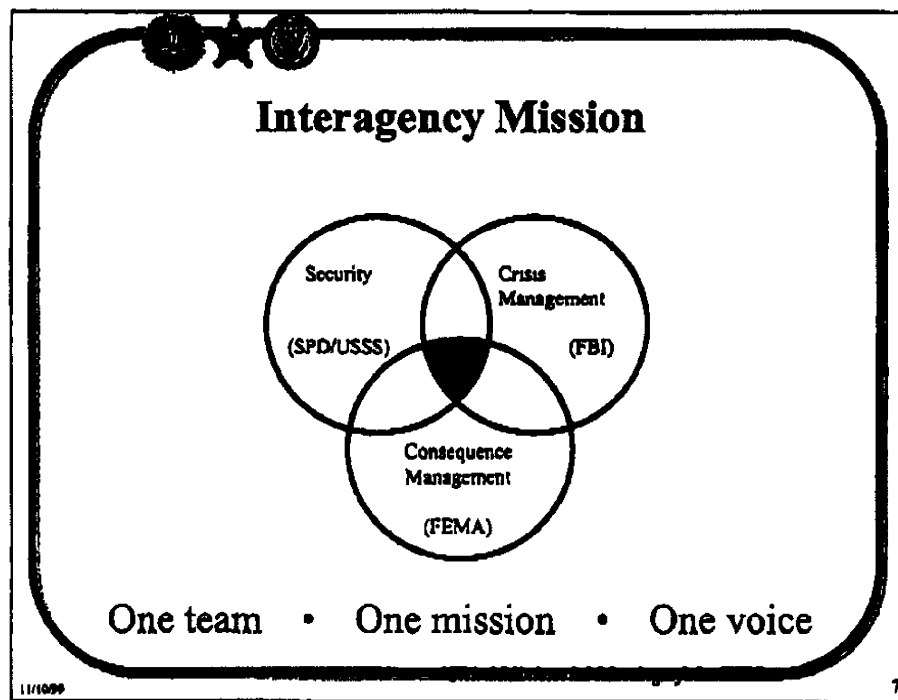 Interagency Mission
Security
(SPD/USSS)
Crisis
Management
(FBI)
Consequence
Management
(FEMA)
One team • One mission • One voice
11/10/99
7